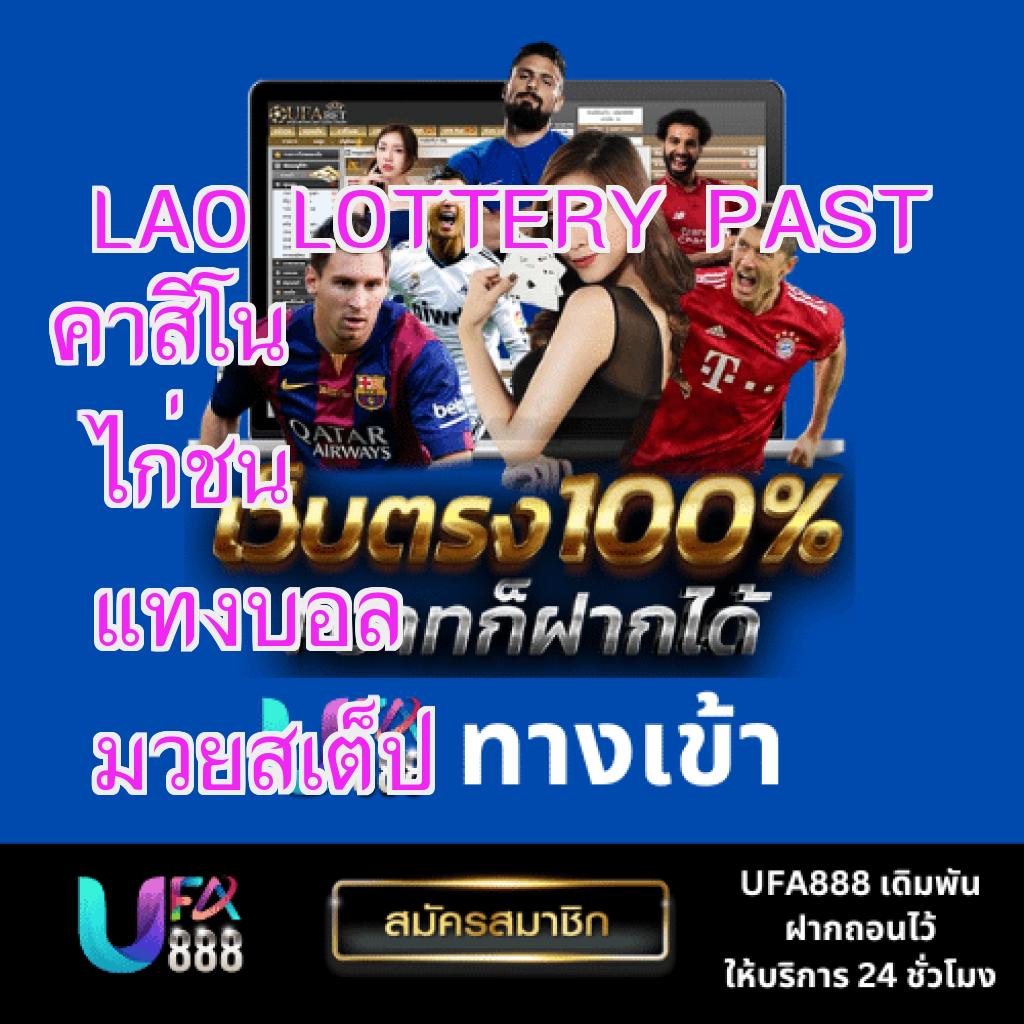 UFABET
LAO LOTTERY PAST
คาสิโน
ไก่ชน
QATAR
AIRWAYS
T
เว็บตรง100%
แทงบอล
ก็ฝากได้
มวยสเต็ป
ทางเข้า
UFA
888
สมัครสมาชิก
UFA888 เดิมพัน
ฝากถอนไว้
ให้บริการ 24 ชั่วโมง